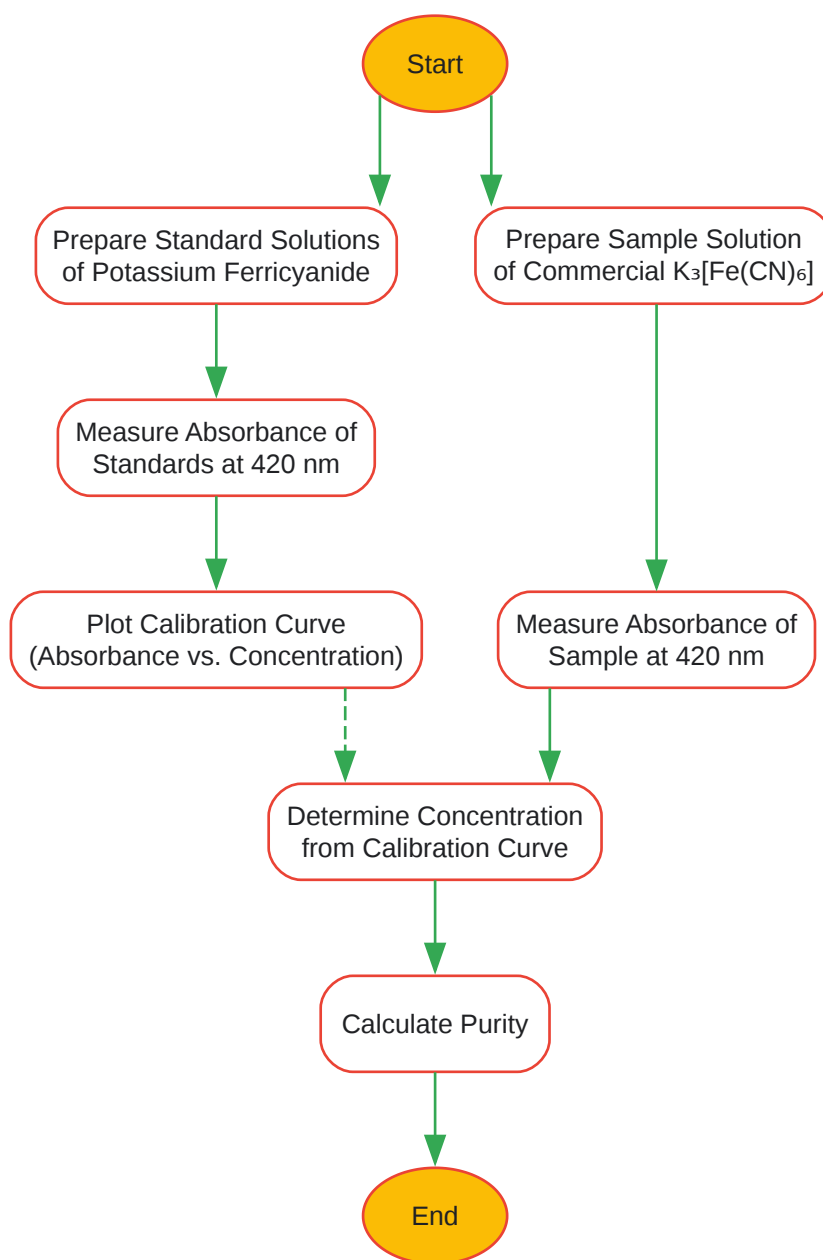 Start
Prepare Standard Solutions
of Potassium Ferricyanide
Prepare Sample Solution
of Commercial K₃[Fe(CN)₆]
Measure Absorbance of
Standards at 420 nm
Plot Calibration Curve
(Absorbance vs. Concentration)
Measure Absorbance of
Sample at 420 nm
Determine Concentration
from Calibration Curve
Calculate Purity
End